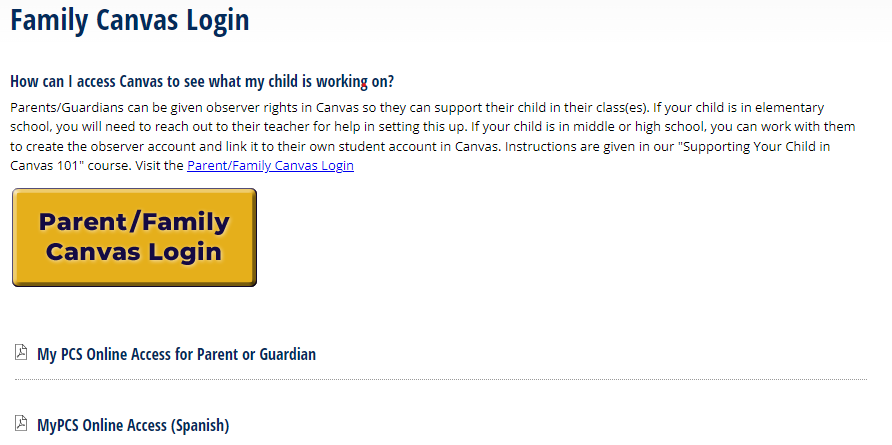 Family Canvas Login
How can I access Canvas to see what my child is working on?
Parents/Guardians can be given observer rights in Canvas so they can support their child in their class(es). If your child is in elementary
school, you will need to reach out to their teacher for help in setting this up. If your child is in middle or high school, you can work with them
to create the observer account and link it to their own student account in Canvas. Instructions are given in our "Supporting Your Child in
Canvas 101" course. Visit the Parent/Family Canvas Login
Parent/Family
Canvas Login
My PCS Online Access for Parent or Guardian
MyPCS Online Access (Spanish)